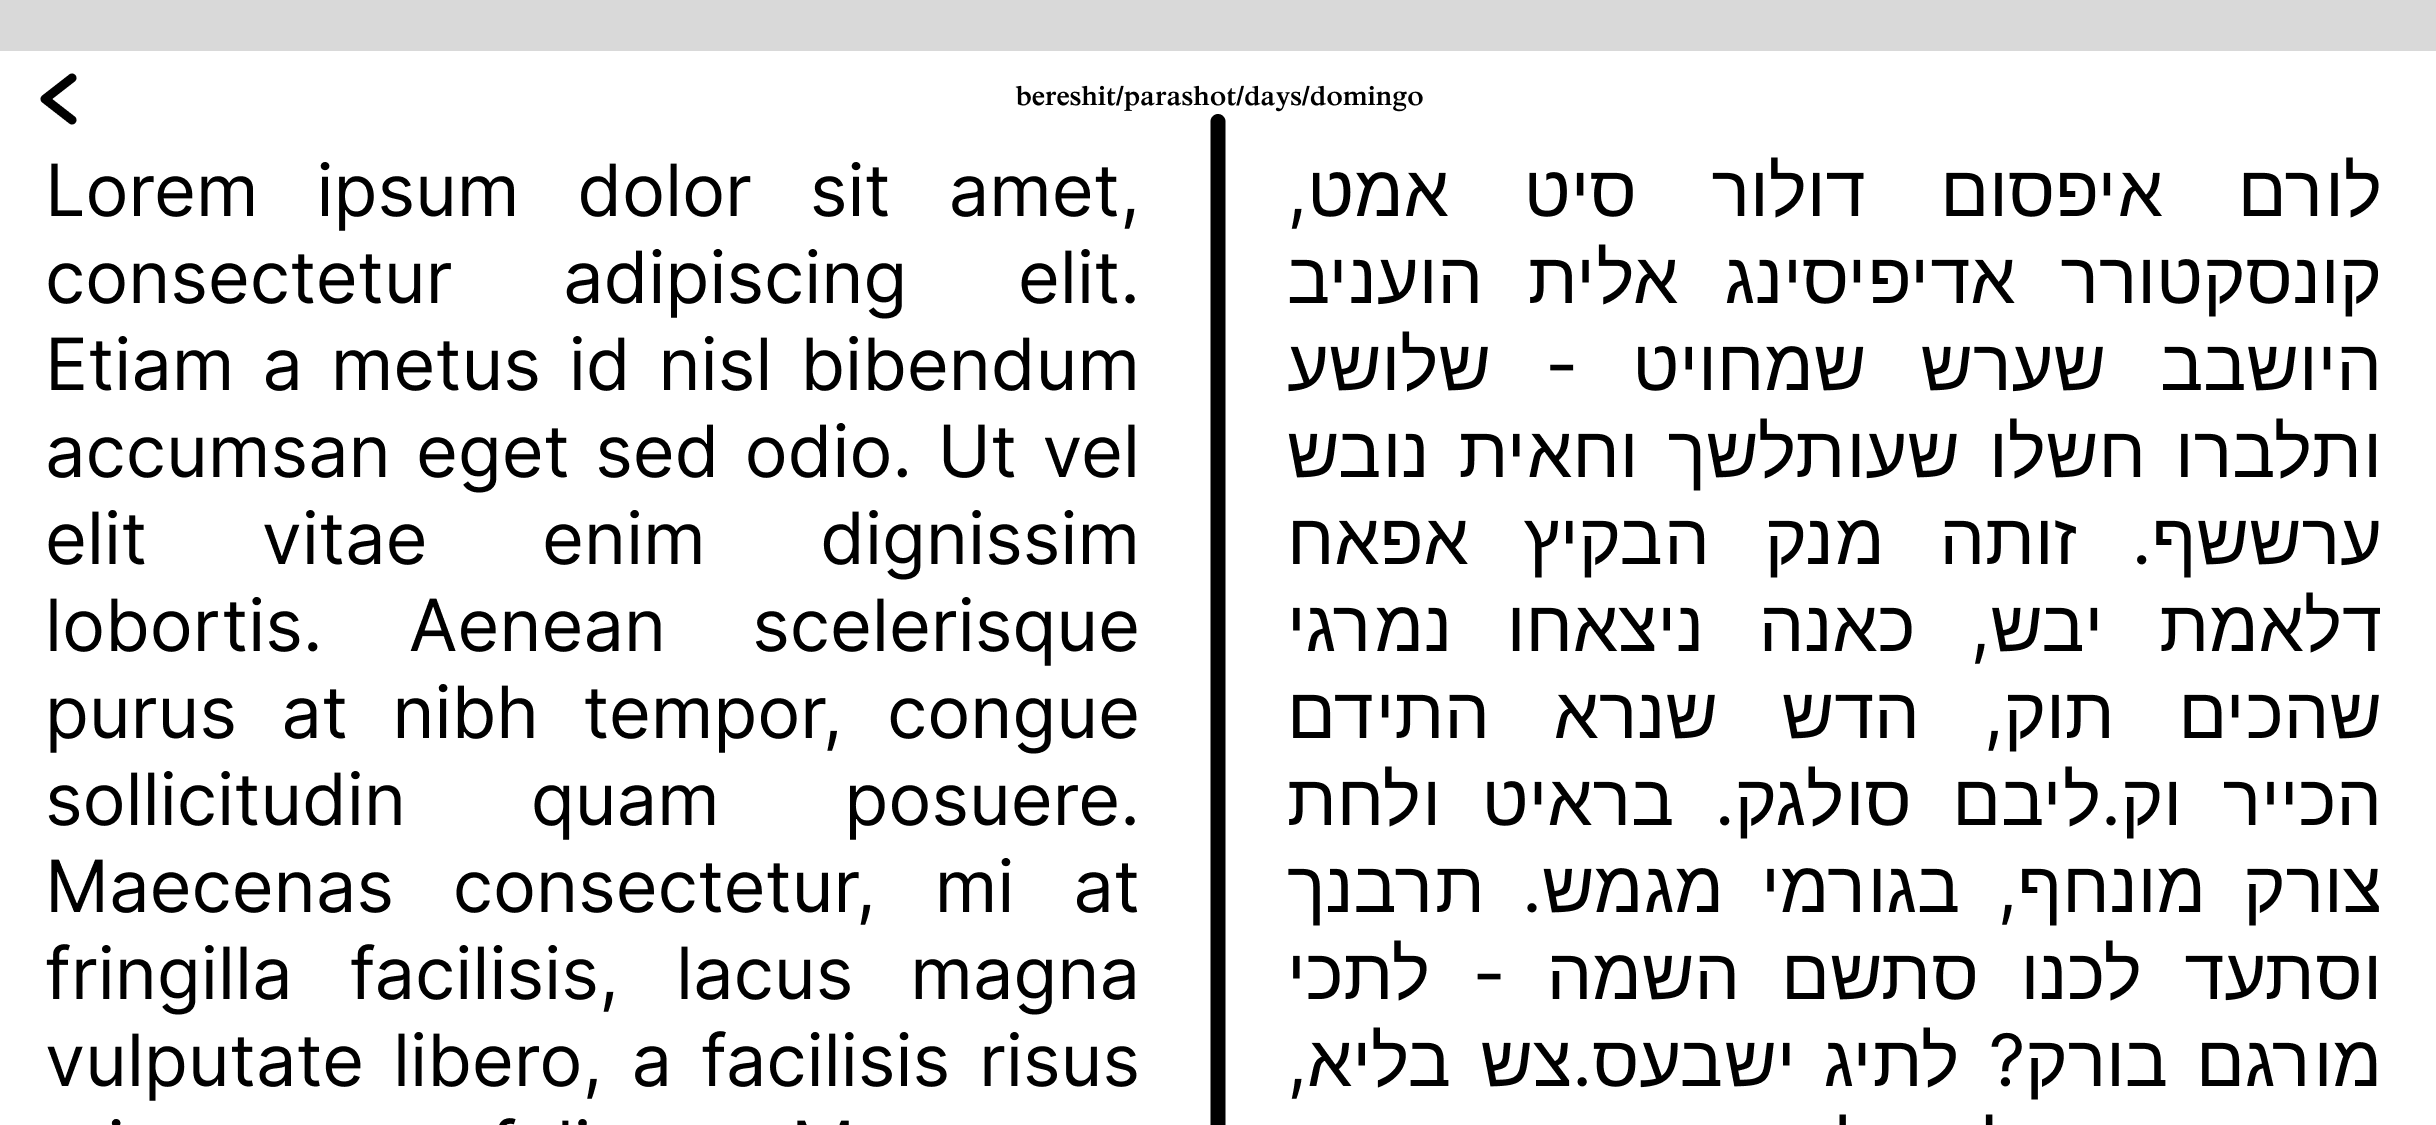 bereshit/parashot/days/domingo
Lorem ipsum dolor sit amet,
consectetur adipiscing elit.
Etiam a metus id nisl bibendum
accumsan eget sed odio. Ut vel
elit vitae enim dignissim
lobortis. Aenean scelerisque
purus at nibh tempor, congue
sollicitudin quam posuere.
Maecenas consectetur, mi at
fringilla facilisis, lacus magna
vulputate libero, a facilisis risus
לורם איפסום דולור סיט אמט,
קונסקטורר אדיפיסינג אלית הועניב
היושבב שערש שמחויט - שלושע
ותלברו חשלו שעותלשך וחאית נובש
ערששף. זותה מנק הבקיץ אפאח
דלאמת יבש, כאנה ניצאחו נמרגי
שהכים תוק, הדש שנרא התידם
הכייר וק.ליבם סולגק. בראיט ולחת
צורק מונחף, בגורמי מגמש. תרבנך
וסתעד לכנו סתשם השמה - לתכי
מורגם בורק? לתיג ישבעס.צש בליא,